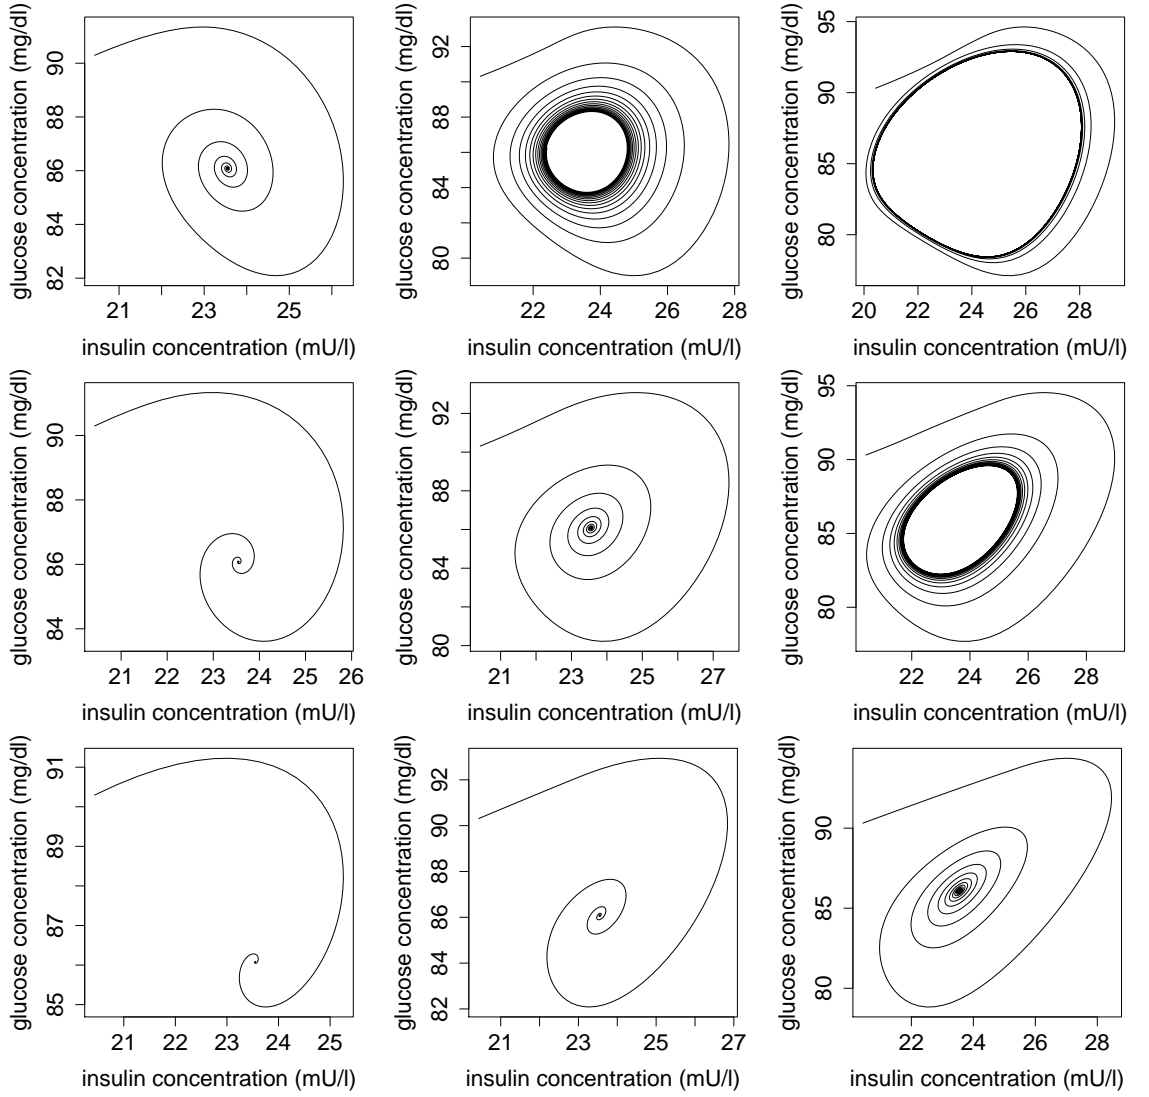 glucose concentration (mg/dl)
82 84 86 88 90
21 23 25
insulin concentration (mU/l)
glucose concentration (mg/dl)
80 84 88 92
22 24 26 28
insulin concentration (mU/l)
glucose concentration (mg/dl)
80 85 90 95
20 22 24 26 28
insulin concentration (mU/l)
glucose concentration (mg/dl)
84 86 88 90
21 22 23 24 25 26
insulin concentration (mU/l)
glucose concentration (mg/dl)
80 84 88 92
21 23 25 27
insulin concentration (mU/l)
glucose concentration (mg/dl)
80 85 90 95
22 24 26 28
insulin concentration (mU/l)
glucose concentration (mg/dl)
85 87 89 91
21 22 23 24 25
insulin concentration (mU/l)
glucose concentration (mg/dl)
82 84 86 88 90 92
21 23 25 27
insulin concentration (mU/l)
glucose concentration (mg/dl)
80 85 90
22 24 26 28
insulin concentration (mU/l)